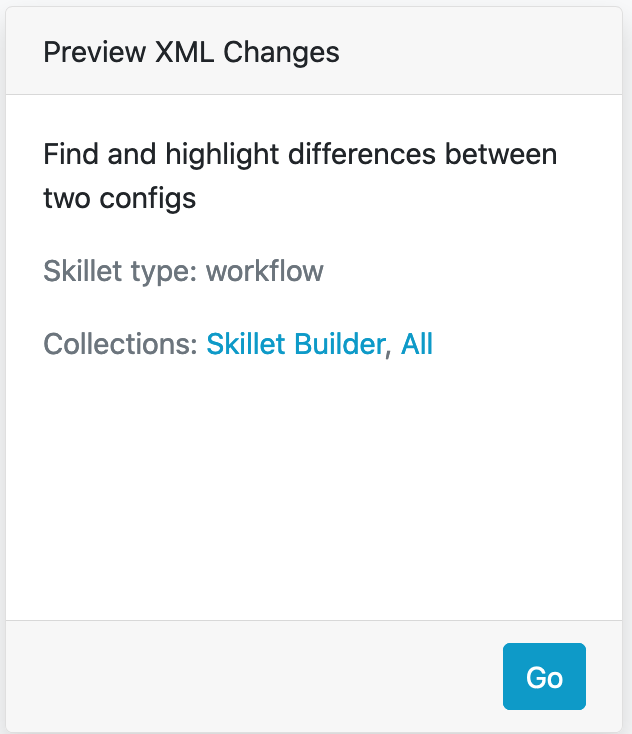 Preview XML Changes
Find and highlight differences between
two configs
Skillet type: workflow
Collections: Skillet Builder, All
Go